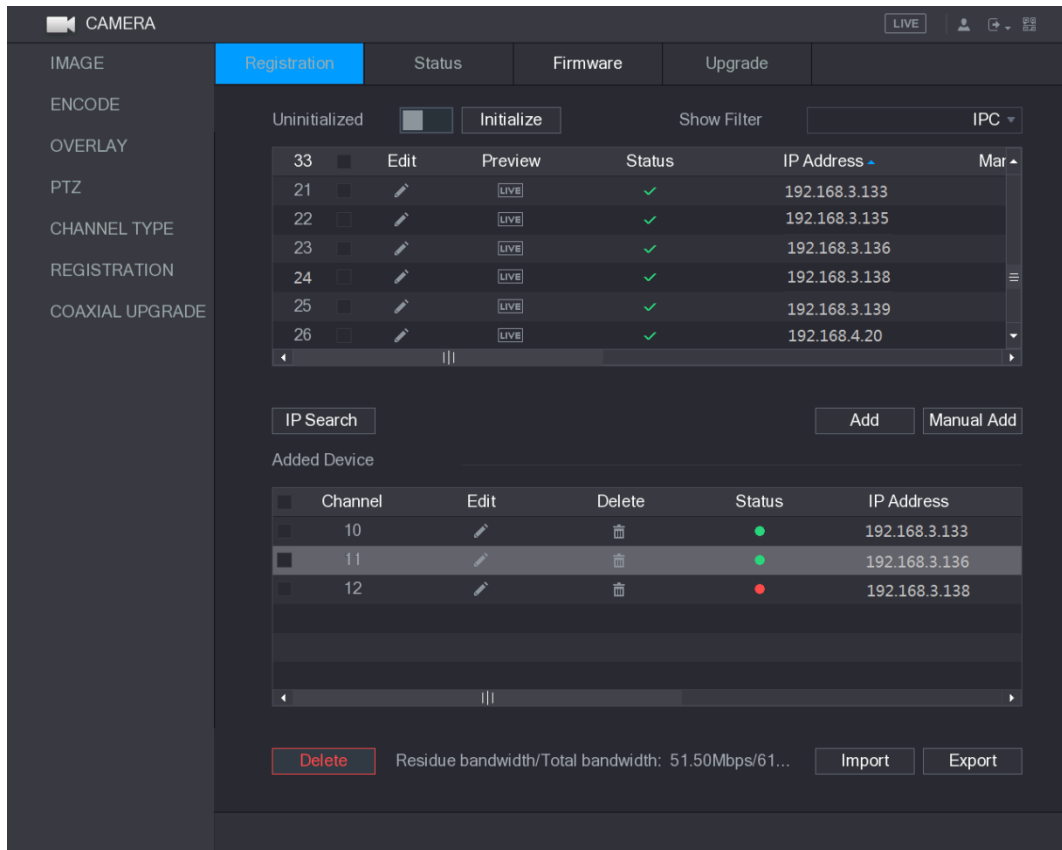 CAMERA LIVE
IMAGE
ENCODE
OVERLAY
PTZ
CHANNEL TYPE
REGISTRATION
COAXIAL UPGRADE
Registration Status Firmware Upgrade
Uninitialized Initialize Show Filter IPC
33 Edit Preview Status IP Address Mar
21 LIVE 192.168.3.133
22 LIVE 192.168.3.135
23 LIVE 192.168.3.136
24 LIVE 192.168.3.138
25 LIVE 192.168.3.139
26 LIVE 192.168.4.20
IP Search Add Manual Add
Added Device
Channel Edit Delete Status IP Address
10 192.168.3.133
11 192.168.3.136
12 192.168.3.138
Delete Residue bandwidth/Total bandwidth: 51.50Mbps/61... Import Export